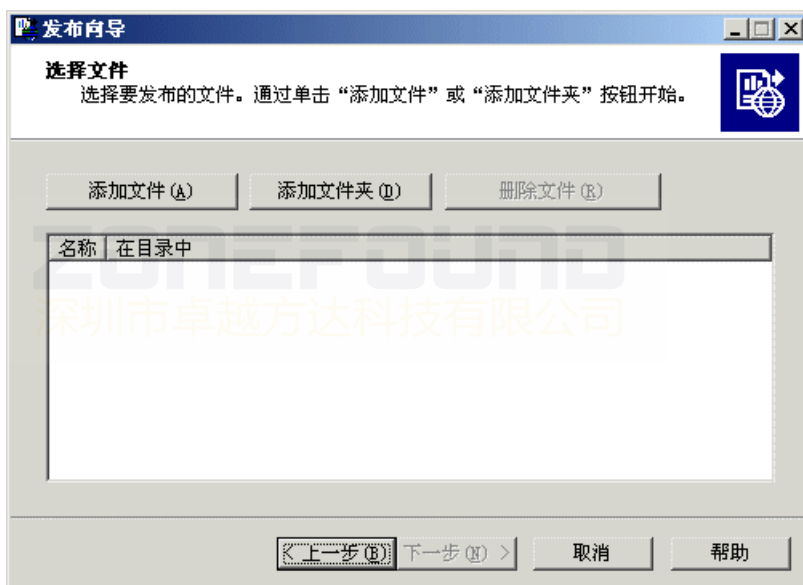 发布向导
选择文件
选择要发布的文件。通过单击“添加文件”或“添加文件夹”按钮开始。
添加文件(A) 添加文件夹(D) 删除文件(R)
名称 在目录中
ZONEFOUND
深圳市卓越方达科技有限公司
< 上一步(B) 下一步(N) > 取消 帮助